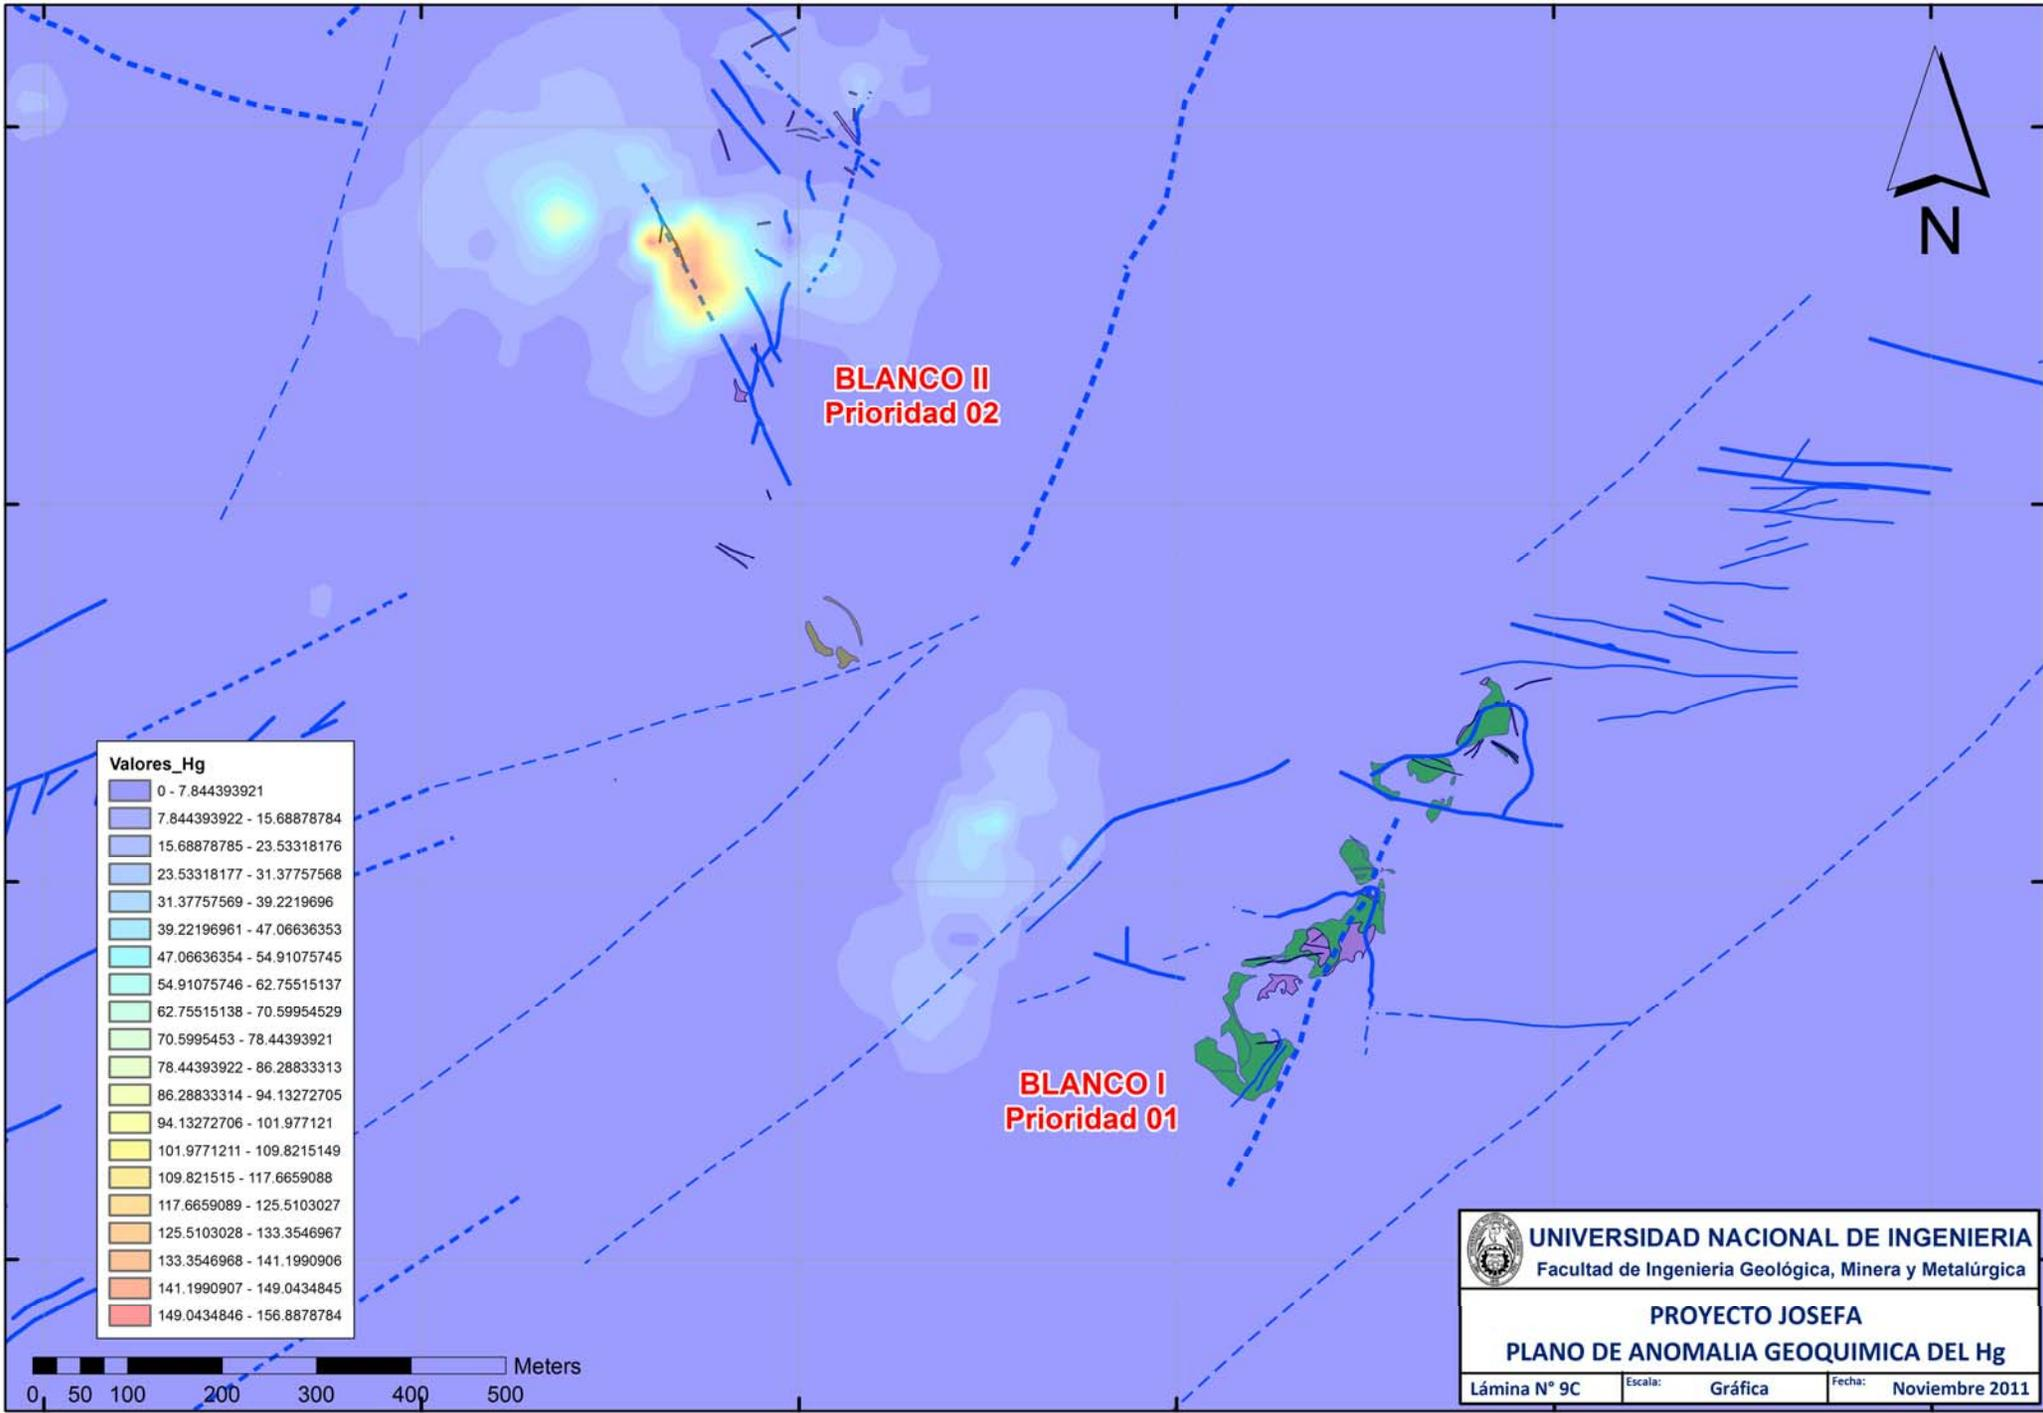 N
BLANCO II
Prioridad 02
BLANCO I
Prioridad 01
Valores_Hg
0 - 7.844393921
7.844393922 - 15.68878784
15.68878785 - 23.53318176
23.53318177 - 31.37757568
31.37757569 - 39.2219696
39.22196961 - 47.06636353
47.06636354 - 54.91075745
54.91075746 - 62.75515137
62.75515138 - 70.59954529
70.5995453 - 78.44393921
78.44393922 - 86.28833313
86.28833314 - 94.13272705
94.13272706 - 101.977121
101.9771211 - 109.8215149
109.821515 - 117.6659088
117.6659089 - 125.5103027
125.5103028 - 133.3546967
133.3546968 - 141.1990906
141.1990907 - 149.0434845
149.0434846 - 156.8878784
Meters
0 50 100 200 300 400 500
UNIVERSIDAD NACIONAL DE INGENIERIA
Facultad de Ingenieria Geológica, Minera y Metalúrgica
PROYECTO JOSEFA
PLANO DE ANOMALIA GEOQUIMICA DEL Hg
Lámina N° 9C Escala: Gráfica Fecha: Noviembre 2011